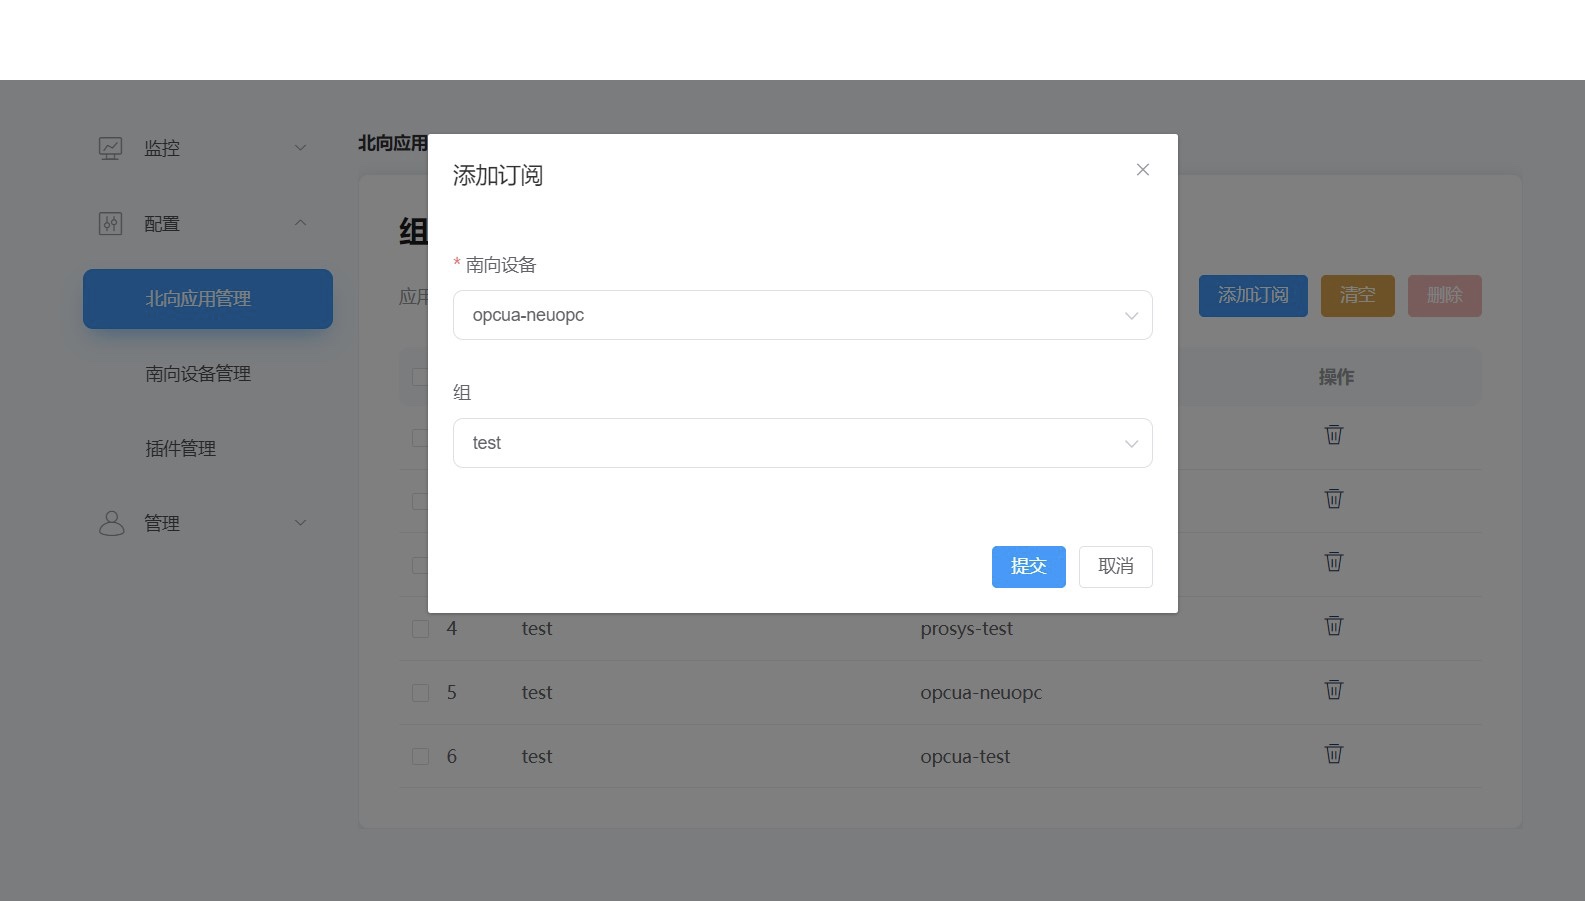 监控
配置
北向应用管理
南向设备管理
插件管理
管理
北向应用
组
应用
添加订阅
清空
删除
操作
添加订阅
* 南向设备
opcua-neuopc
组
test
提交
取消
4 test prosys-test
5 test opcua-neuopc
6 test opcua-test